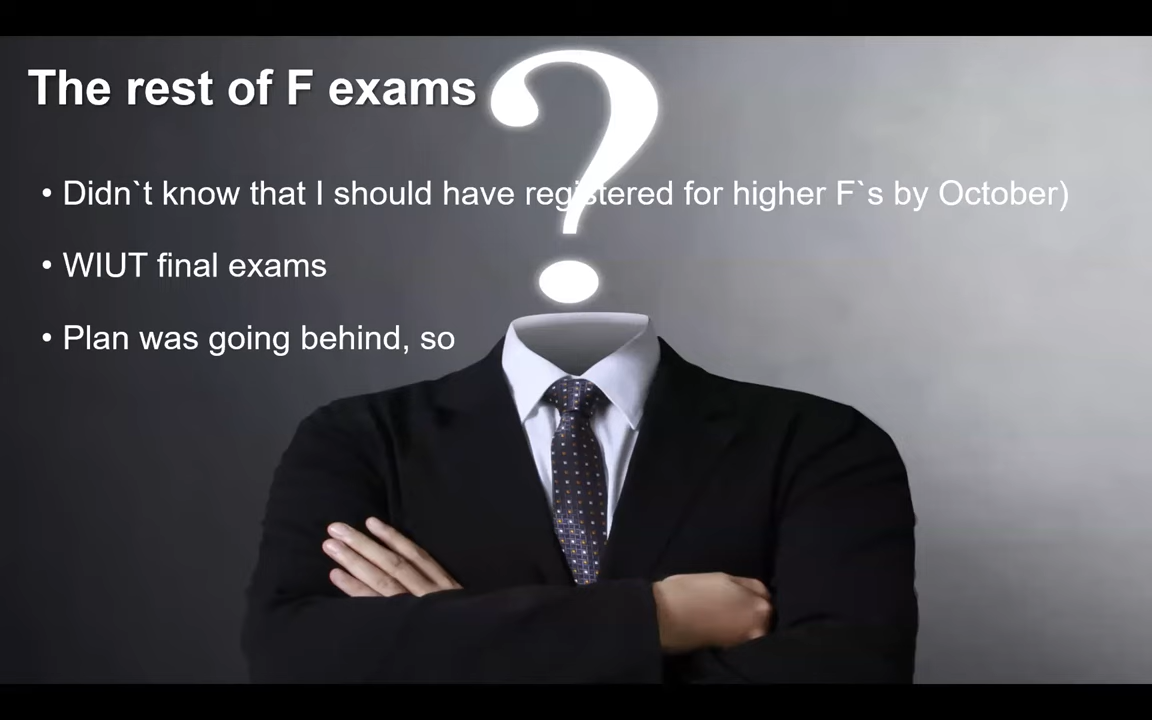 The rest of F exams
• Didn`t know that I should have registered for higher F`s by October)
• WIUT final exams
• Plan was going behind, so
?